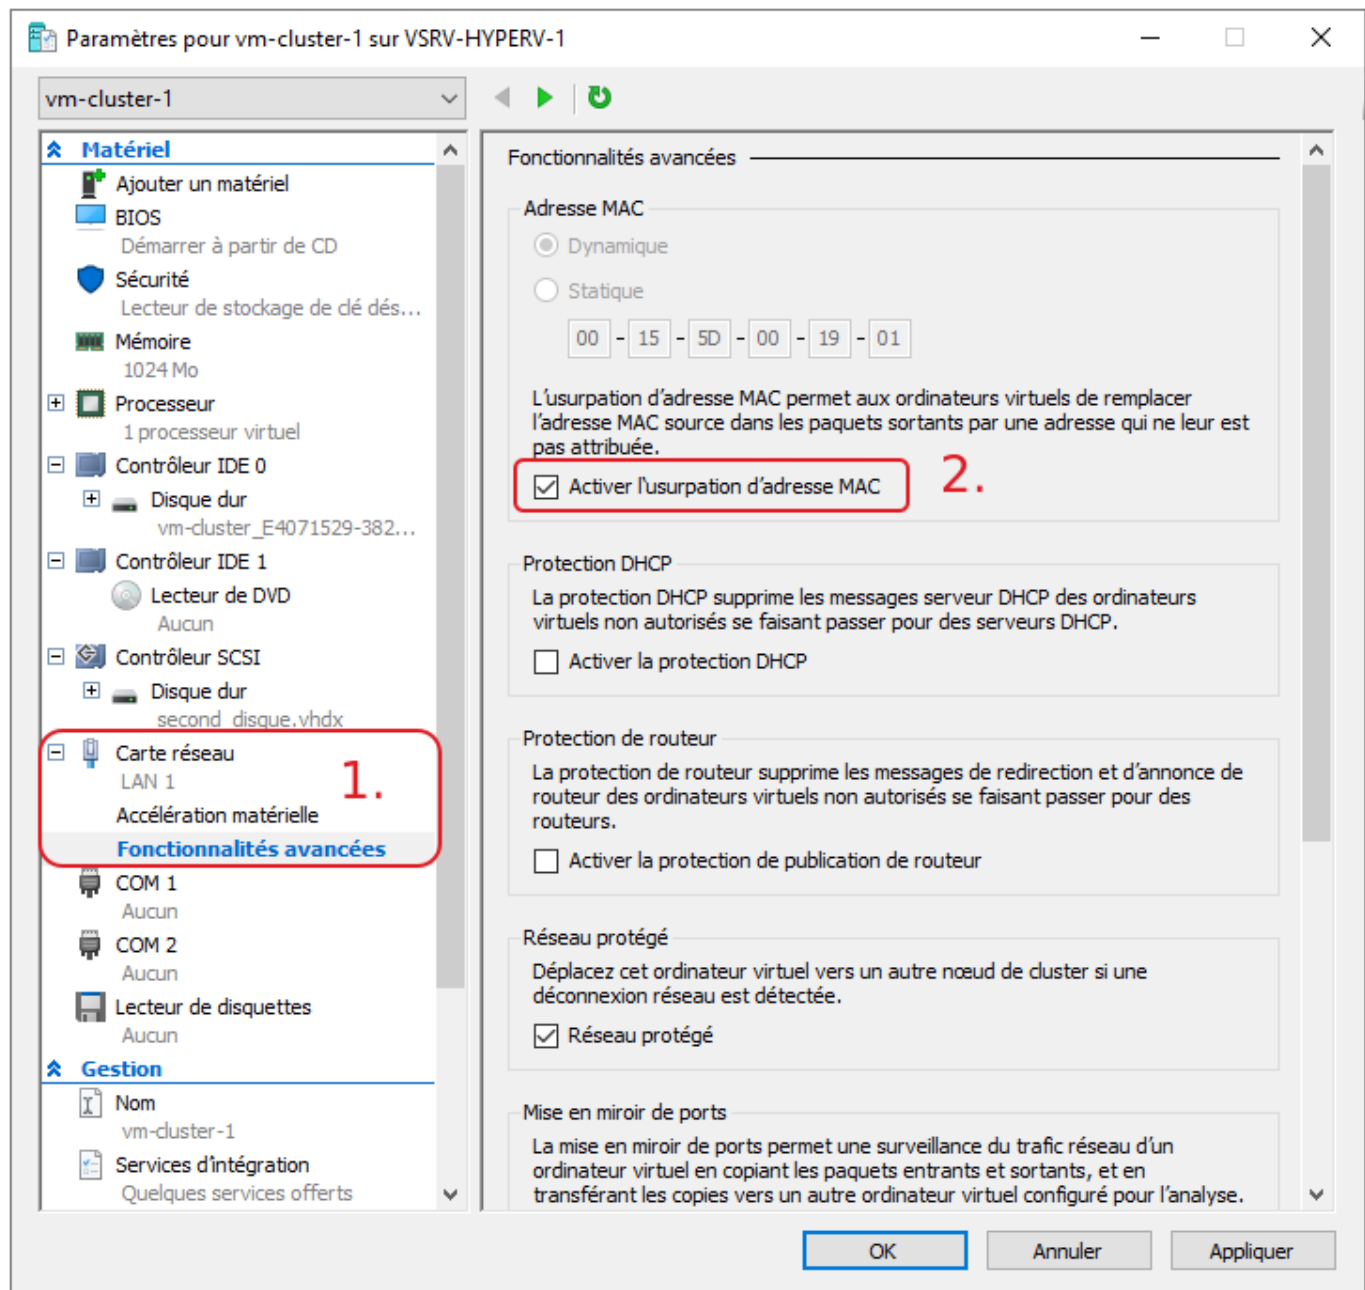 Paramètres pour vm-cluster-1 sur VSRV-HYPERV-1
vm-cluster-1
Matériel
Ajouter un matériel
BIOS
Démarrer à partir de CD
Sécurité
Lecteur de stockage de clé dés...
Mémoire
1024 Mo
Processeur
1 processeur virtuel
Contrôleur IDE 0
Disque dur
vm-cluster_E4071529-382...
Contrôleur IDE 1
Lecteur de DVD
Aucun
Contrôleur SCSI
Disque dur
second_disque.vhdx
Carte réseau
LAN 1
1.
Accélération matérielle
Fonctionnalités avancées
COM 1
Aucun
COM 2
Aucun
Lecteur de disquettes
Aucun
Gestion
Nom
vm-cluster-1
Services d'intégration
Quelques services offerts
Fonctionnalités avancées
Adresse MAC
Dynamique
Statique
00 - 15 - 5D - 00 - 19 - 01
L'usurpation d'adresse MAC permet aux ordinateurs virtuels de remplacer
l'adresse MAC source dans les paquets sortants par une adresse qui ne leur est
pas attribuée.
Activer l'usurpation d'adresse MAC
2.
Protection DHCP
La protection DHCP supprime les messages serveur DHCP des ordinateurs
virtuels non autorisés se faisant passer pour des serveurs DHCP.
Activer la protection DHCP
Protection de routeur
La protection de routeur supprime les messages de redirection et d'annonce de
routeur des ordinateurs virtuels non autorisés se faisant passer pour des
routeurs.
Activer la protection de publication de routeur
Réseau protégé
Déplacez cet ordinateur virtuel vers un autre nœud de cluster si une
déconnexion réseau est détectée.
Réseau protégé
Mise en miroir de ports
La mise en miroir de ports permet une surveillance du trafic réseau d'un
ordinateur virtuel en copiant les paquets entrants et sortants, et en
transférant les copies vers un autre ordinateur virtuel configuré pour l'analyse.
OK
Annuler
Appliquer